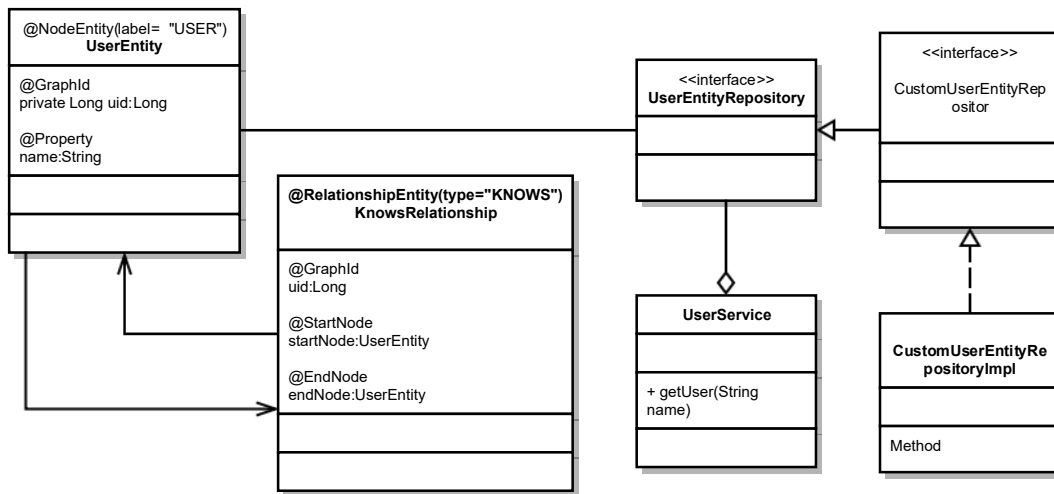 @NodeEntity(label= "USER")
UserEntity
@GraphId
private Long uid:Long
@Property
name:String
@RelationshipEntity(type="KNOWS")
KnowsRelationship
@GraphId
uid:Long
@StartNode
startNode:UserEntity
@EndNode
endNode:UserEntity
<<interface>>
UserEntityRepository
UserService
+ getUser(String
name)
<<interface>>
CustomUserEntityRep
ositor
CustomUserEntityRe
positoryImpl
Method